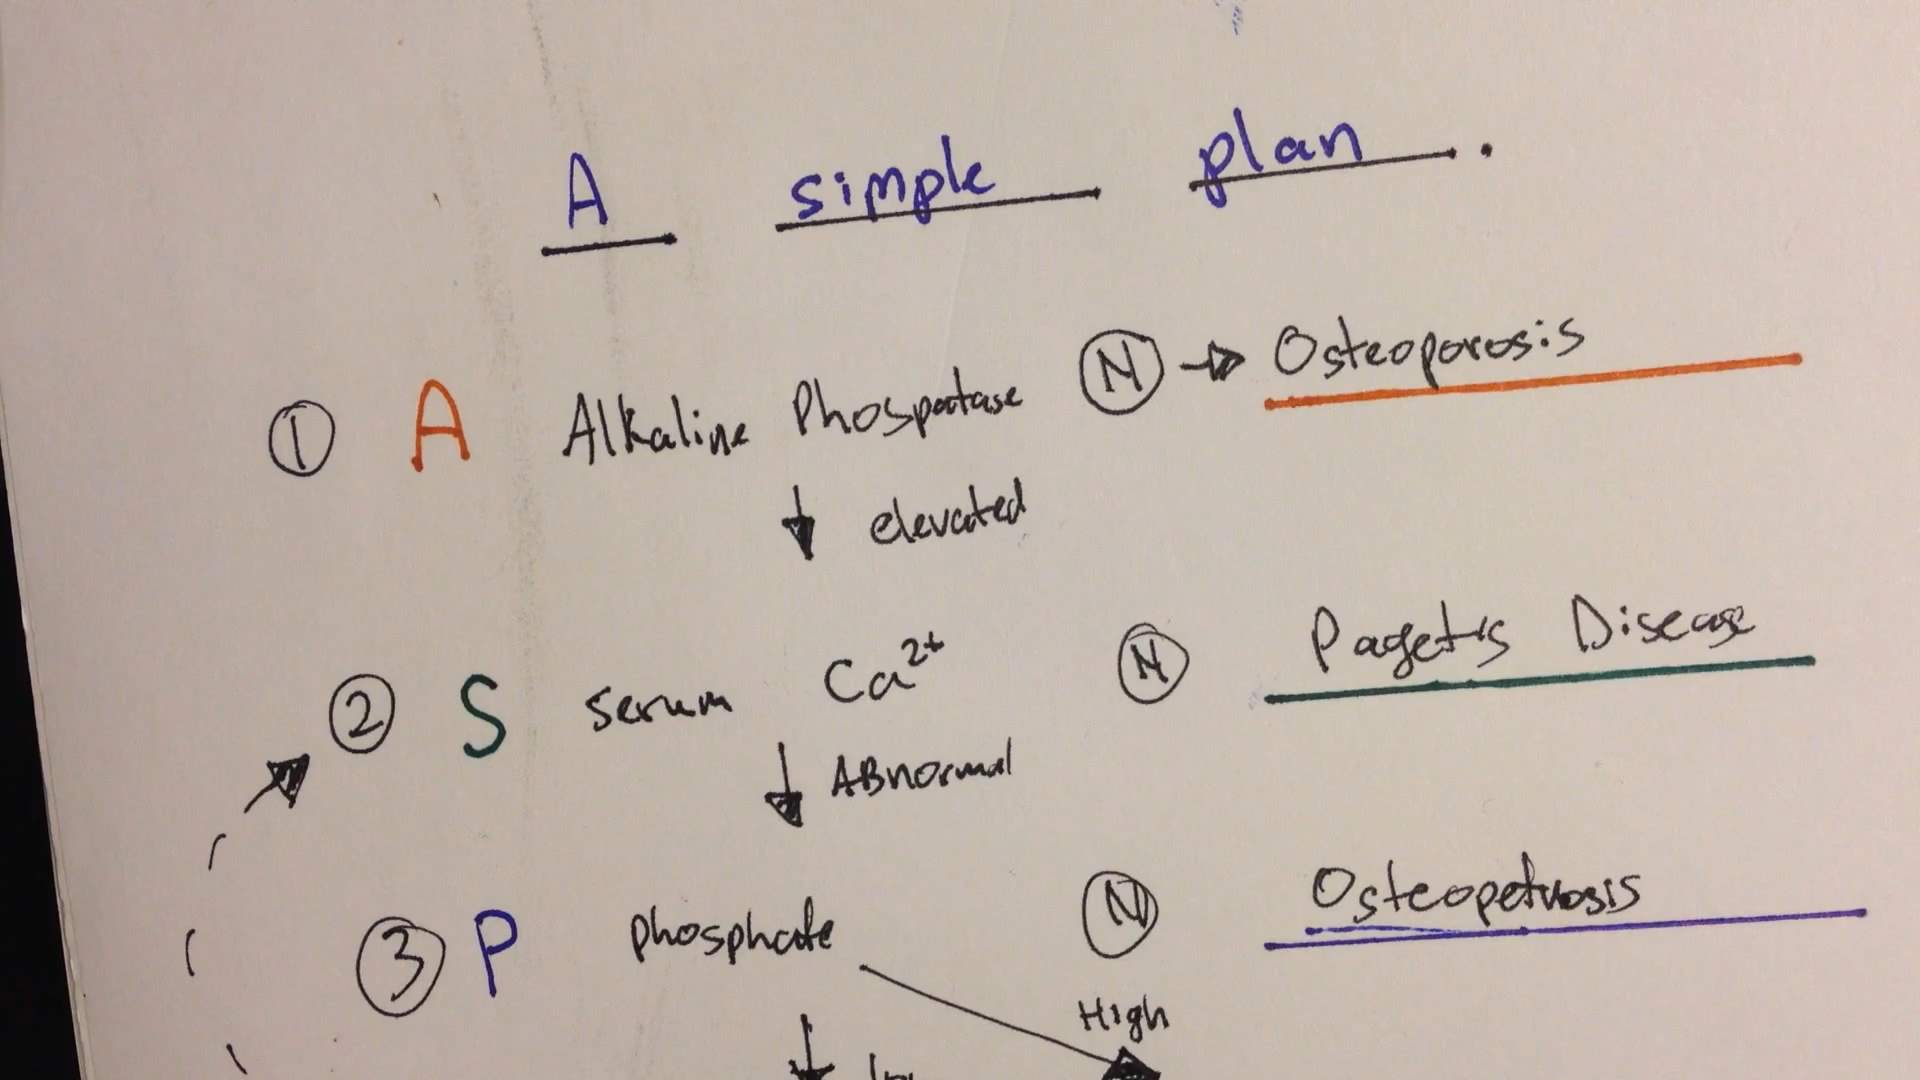 A simple plan.
① A Alkaline Phospatase Ⓝ → Osteoporosis
↓ elevated
② S serum Ca²⁺ Ⓝ Paget's Disease
↓ ABnormal
③ P phosphate Ⓝ Osteopetrosis
High